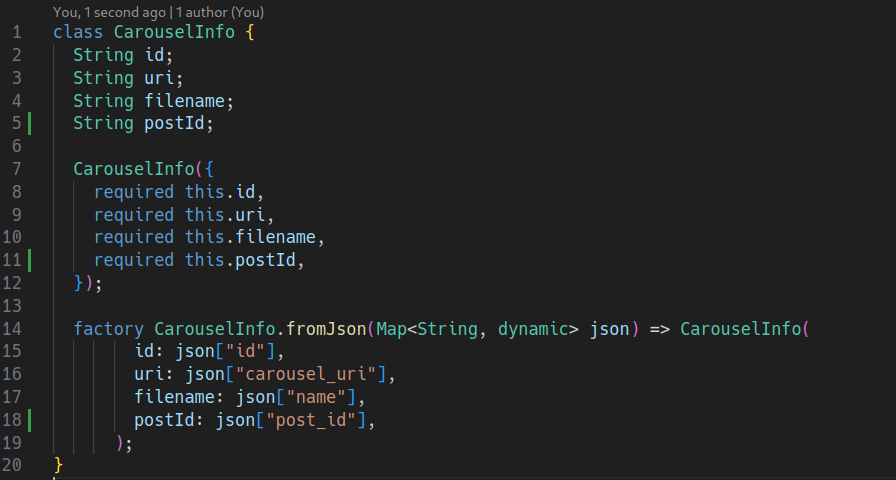 You, 1 second ago | 1 author (You)
1 class CarouselInfo {
2 String id;
3 String uri;
4 String filename;
5 String postId;
6
7 CarouselInfo({
8 required this.id,
9 required this.uri,
10 required this.filename,
11 required this.postId,
12 });
13
14 factory CarouselInfo.fromJson(Map<String, dynamic> json) => CarouselInfo(
15 id: json["id"],
16 uri: json["carousel_uri"],
17 filename: json["name"],
18 postId: json["post_id"],
19 );
20 }